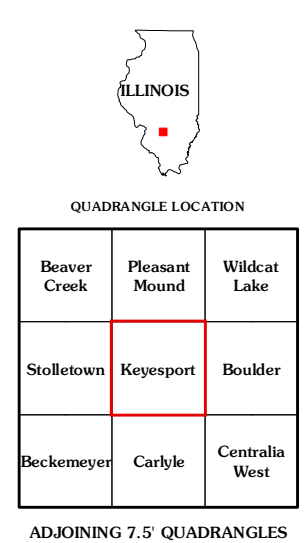 ILLINOIS
QUADRANGLE LOCATION
Beaver
Creek
Pleasant
Mound
Wildcat
Lake
Stolletown
Keyesport
Boulder
Beckemeyer
Carlyle
Centralia
West
ADJOINING 7.5' QUADRANGLES